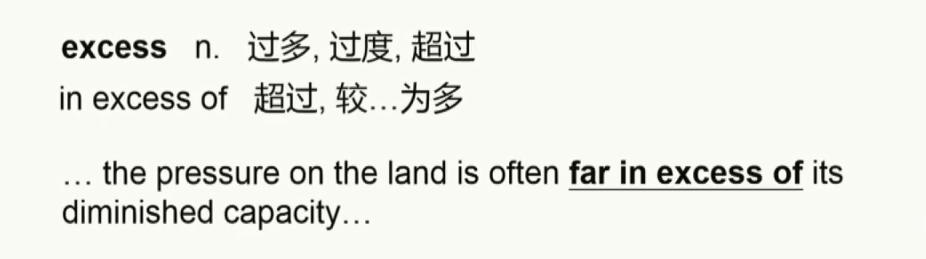 excess n. 过多, 过度, 超过
in excess of 超过, 较…为多
… the pressure on the land is often far in excess of its
diminished capacity…